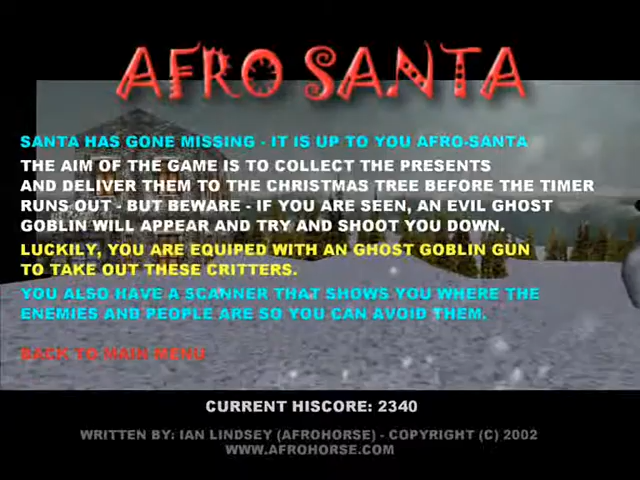 AFRO SANTA
SANTA HAS GONE MISSING - IT IS UP TO YOU AFRO-SANTA
THE AIM OF THE GAME IS TO COLLECT THE PRESENTS
AND DELIVER THEM TO THE CHRISTMAS TREE BEFORE THE TIMER
RUNS OUT - BUT BEWARE - IF YOU ARE SEEN, AN EVIL GHOST
GOBLIN WILL APPEAR AND TRY AND SHOOT YOU DOWN.
LUCKILY, YOU ARE EQUIPED WITH AN GHOST GOBLIN GUN
TO TAKE OUT THESE CRITTERS.
YOU ALSO HAVE A SCANNER THAT SHOWS YOU WHERE THE
ENEMIES AND PEOPLE ARE SO YOU CAN AVOID THEM.
BACK TO MAIN MENU
CURRENT HISCORE: 2340
WRITTEN BY: IAN LINDSEY (AFROHORSE) - COPYRIGHT (C) 2002
WWW.AFROHORSE.COM